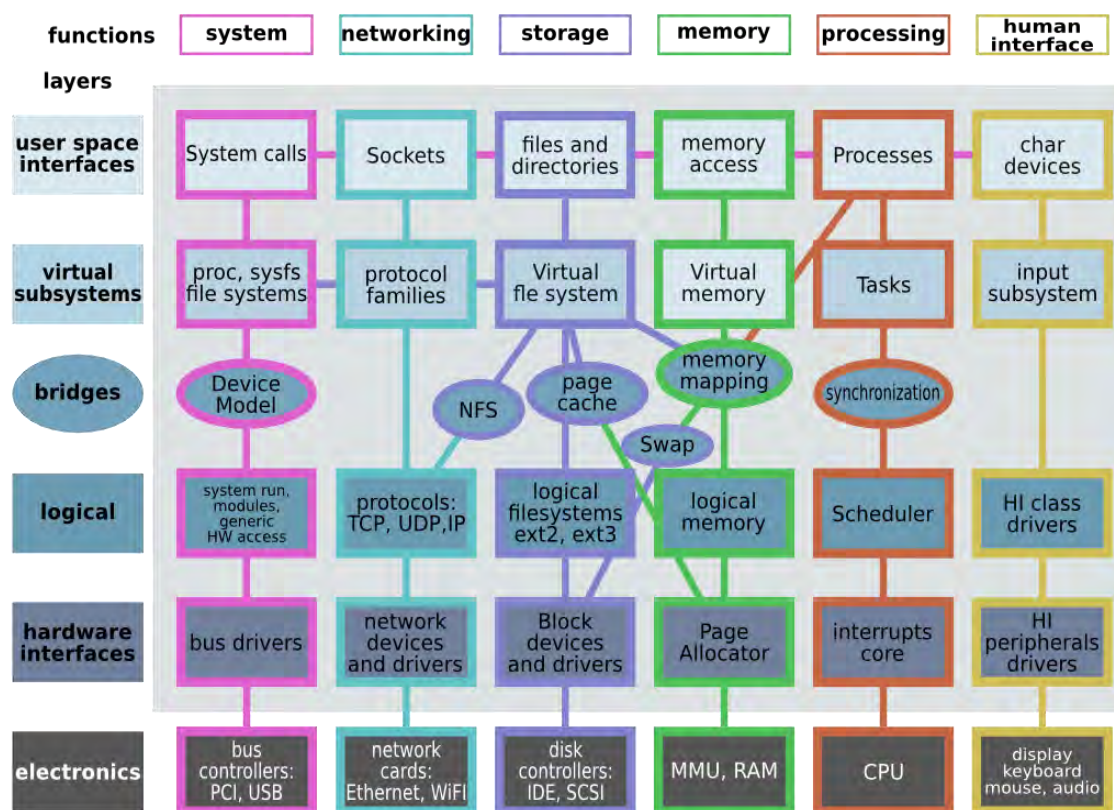 functions
system
networking
storage
memory
processing
human
interface
layers
user space
interfaces
System calls
Sockets
files and
directories
memory
access
Processes
char
devices
virtual
subsystems
proc, sysfs
file systems
protocol
families
Virtual
fle system
Virtual
memory
Tasks
input
subsystem
bridges
Device
Model
NFS
page
cache
memory
mapping
synchronization
Swap
logical
system run,
modules,
generic
HW access
protocols:
TCP, UDP,IP
logical
filesystems
ext2, ext3
logical
memory
Scheduler
HI class
drivers
hardware
interfaces
bus drivers
network
devices
and drivers
Block
devices
and drivers
Page
Allocator
interrupts
core
HI
peripherals
drivers
electronics
bus
controllers:
PCI, USB
network
cards:
Ethernet, WiFI
disk
controllers:
IDE, SCSI
MMU, RAM
CPU
display
keyboard
mouse, audio